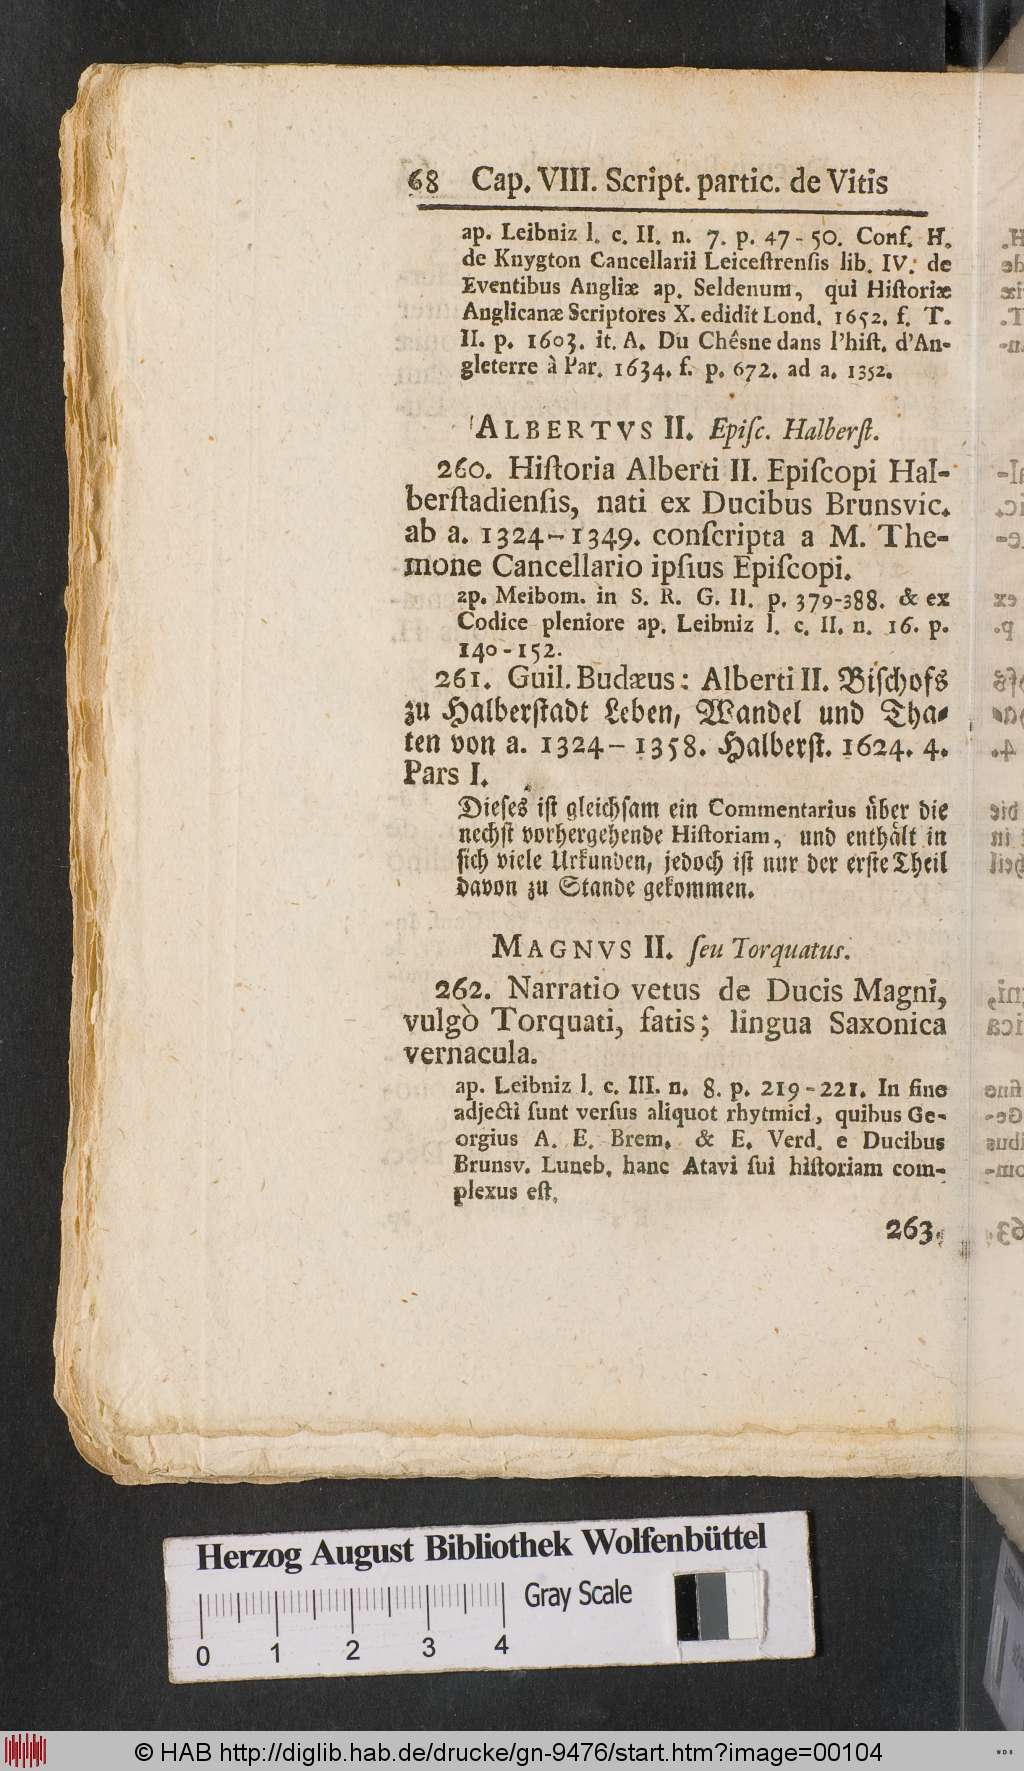 68 Cap. VIII. Script. partic. de Vitis
ap. Leibniz l. c. II. n. 7. p. 47-50. Conf. H.
de Knygton Cancellarii Leiceſtrenſis lib. IV. de
Eventibus Angliæ ap. Seldenum, qui Hiſtoriæ
Anglicanæ Scriptores X. edidit Lond. 1652. f. T.
II. p. 1603. it. A. Du Chêsne dans l'hiſt. d'An-
gleterre à Par. 1634. f. p. 672. ad a. 1352.
ALBERTVS II. Epiſc. Halberſt.
260. Hiſtoria Alberti II. Epiſcopi Hal-
berſtadienſis, nati ex Ducibus Brunsvic.
ab a. 1324-1349. conſcripta a M. The-
mone Cancellario ipſius Epiſcopi.
ap. Meibom. in S. R. G. II. p. 379-388. & ex
Codice pleniore ap. Leibniz l. c. II. n. 16. p.
140-152.
261. Guil. Budæus: Alberti II. Biſchofs
zu Halberſtadt Leben, Wandel und Tha-
ten von a. 1324-1358. Halberſt. 1624. 4.
Pars I.
Dieſes iſt gleichſam ein Commentarius uͤber die
nechſt vorhergehende Hiſtoriam, und enthaͤlt in
ſich viele Urkunden, jedoch iſt nur der erſte Theil
davon zu Stande gekommen.
MAGNVS II. ſeu Torquatus.
262. Narratio vetus de Ducis Magni,
vulgò Torquati, fatis; lingua Saxonica
vernacula.
ap. Leibniz l. c. III. n. 8. p. 219-221. In fine
adjecti ſunt verſus aliquot rhytmici, quibus Ge-
orgius A. E. Brem. & E. Verd. e Ducibus
Brunsv. Luneb. hanc Atavi ſui hiſtoriam com-
plexus eſt.
263.
Herzog August Bibliothek Wolfenbüttel
Gray Scale
0 1 2 3 4
© HAB http://diglib.hab.de/drucke/gn-9476/start.htm?image=00104